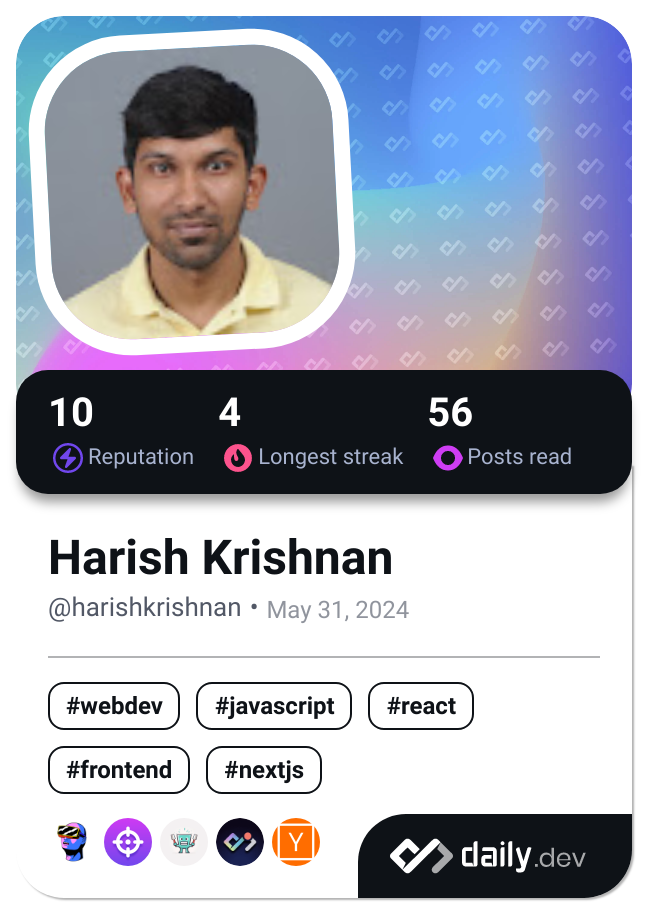 10 4 56
Reputation Longest streak Posts read
Harish Krishnan
@harishkrishnan • May 31, 2024
#webdev #javascript #react
#frontend #nextjs
Y
daily.dev